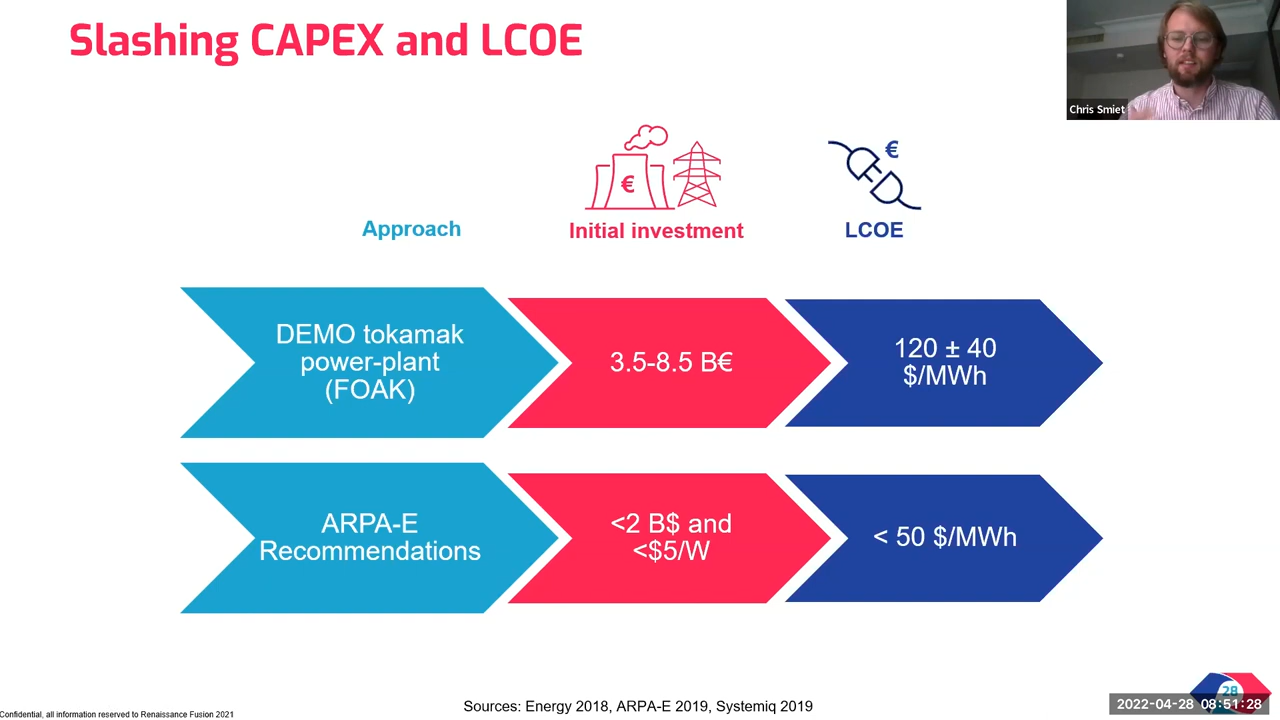 Slashing CAPEX and LCOE
Chris Smiet
€
€
Approach
Initial investment
LCOE
DEMO tokamak
power-plant
(FOAK)
3.5-8.5 B€
120 ± 40
$/MWh
ARPA-E
Recommendations
<2 B$ and
<$5/W
< 50 $/MWh
28
2022-04-28 08:51:28
Sources: Energy 2018, ARPA-E 2019, Systemiq 2019
Confidential, all information reserved to Renaissance Fusion 2021